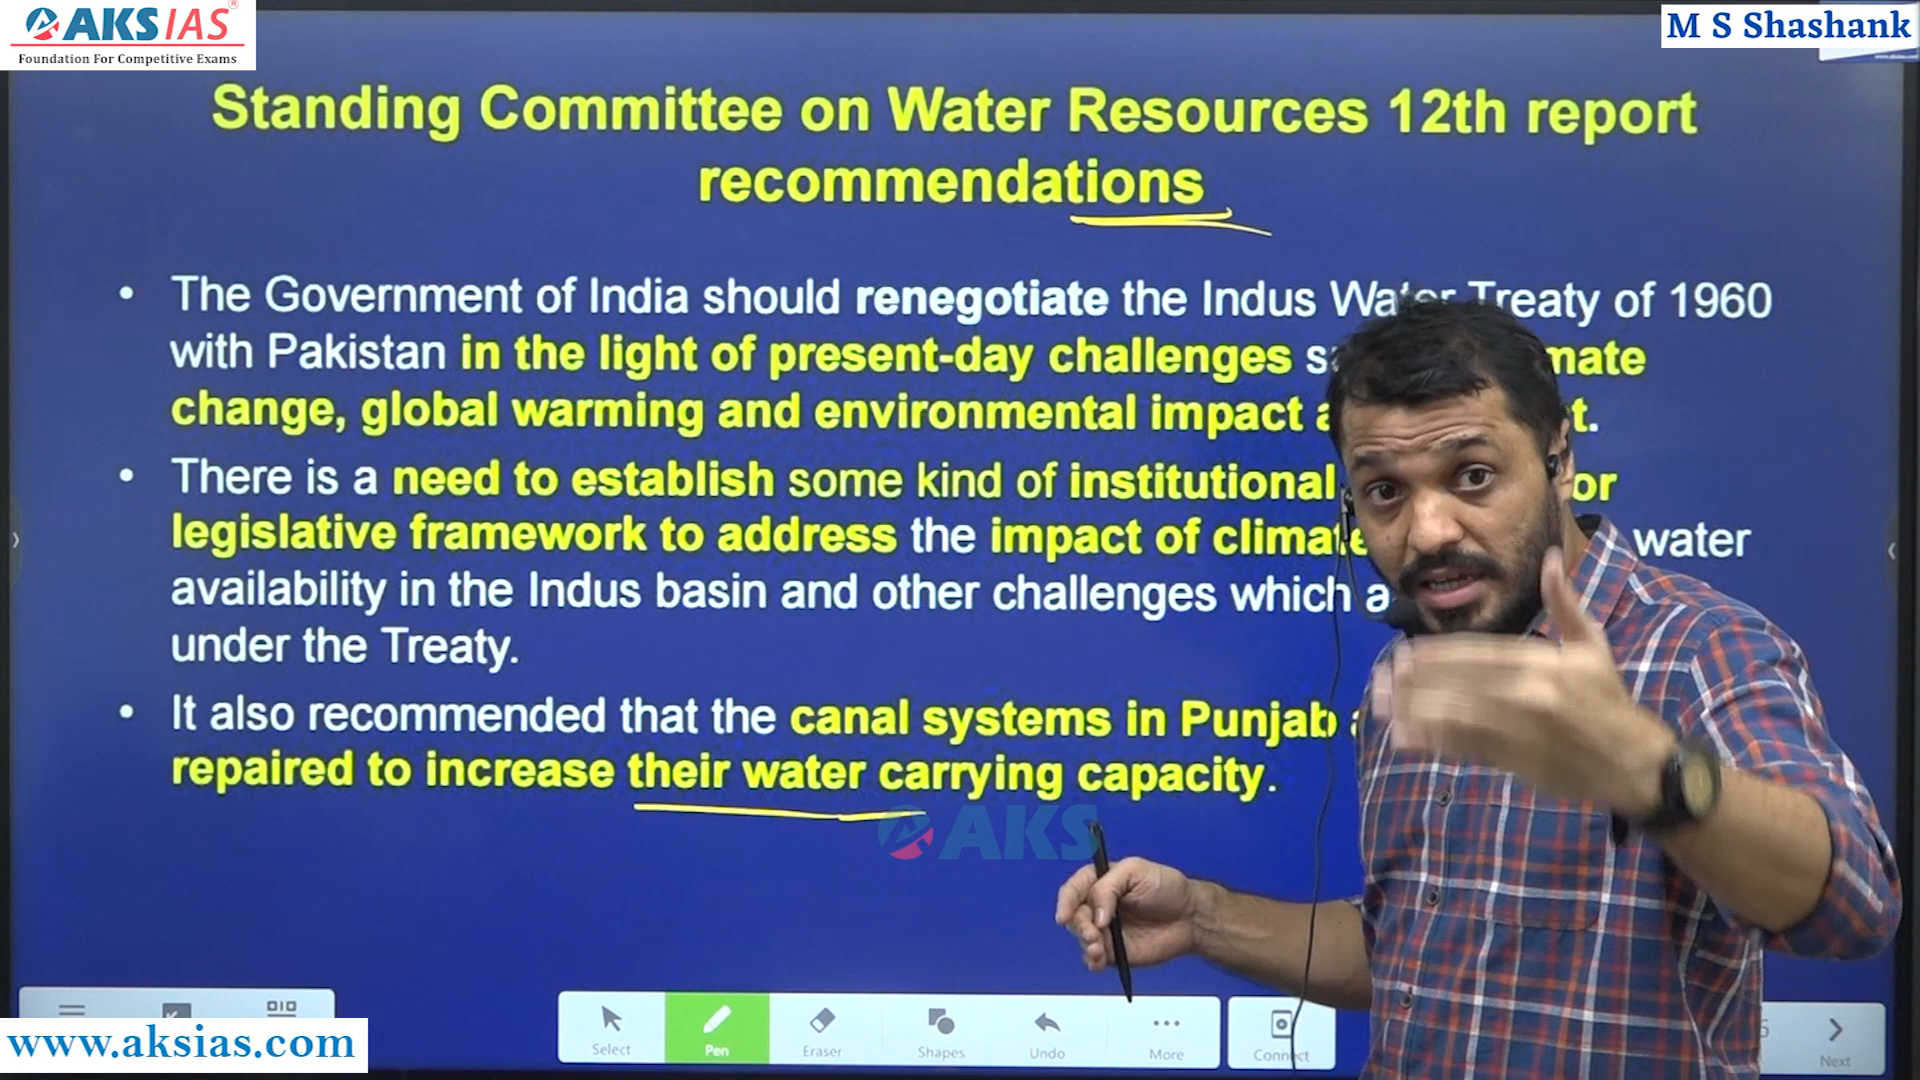 AKS IAS®
Foundation For Competitive Exams
M S Shashank
Standing Committee on Water Resources 12th report
recommendations
• The Government of India should renegotiate the Indus Water Treaty of 1960
with Pakistan in the light of present-day challenges
change, global warming and environmental impact
• There is a need to establish some kind of institutional or
legislative framework to address the impact of climate water
availability in the Indus basin and other challenges which
under the Treaty.
• It also recommended that the canal systems in Punjab
repaired to increase their water carrying capacity.
AKS
Select
Pen
Eraser
Shapes
Undo
More
Connect
Next
www.aksias.com